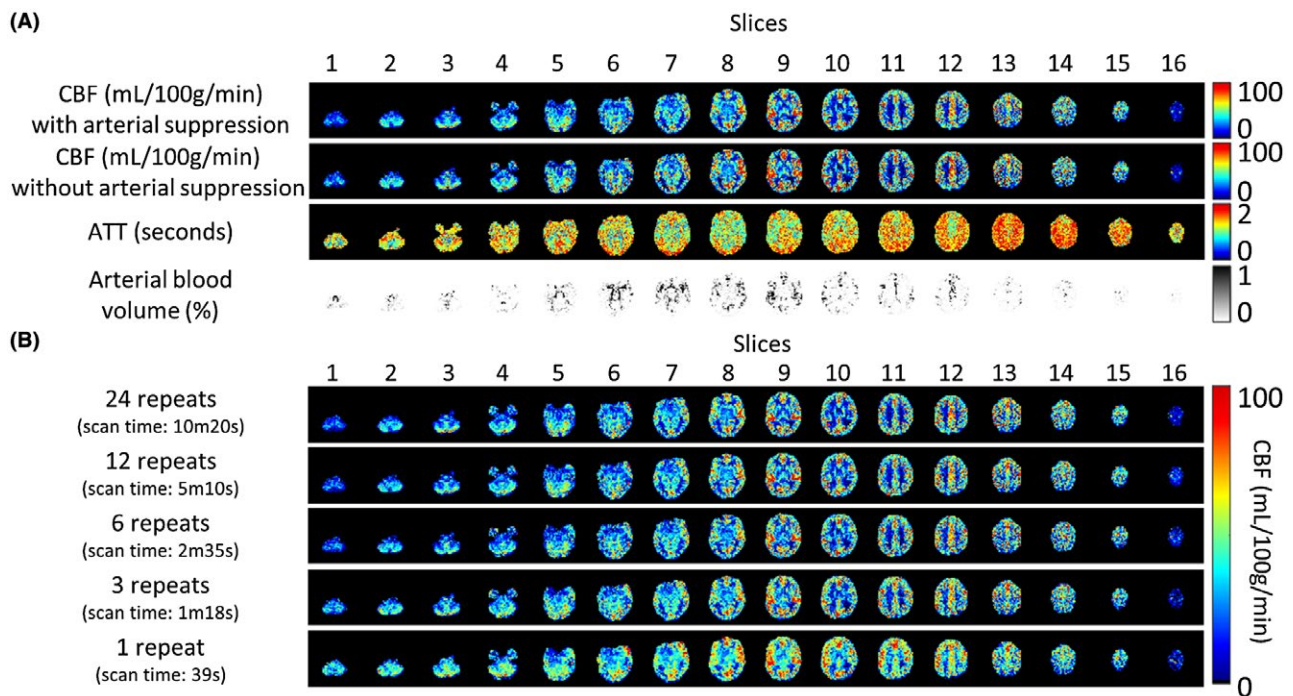 (A)
Slices
1 2 3 4 5 6 7 8 9 10 11 12 13 14 15 16
CBF (mL/100g/min)
with arterial suppression
100
0
CBF (mL/100g/min)
without arterial suppression
100
0
ATT (seconds)
2
0
Arterial blood
volume (%)
1
0
(B)
Slices
1 2 3 4 5 6 7 8 9 10 11 12 13 14 15 16
24 repeats
(scan time: 10m20s)
12 repeats
(scan time: 5m10s)
6 repeats
(scan time: 2m35s)
3 repeats
(scan time: 1m18s)
1 repeat
(scan time: 39s)
100
CBF (mL/100g/min)
0